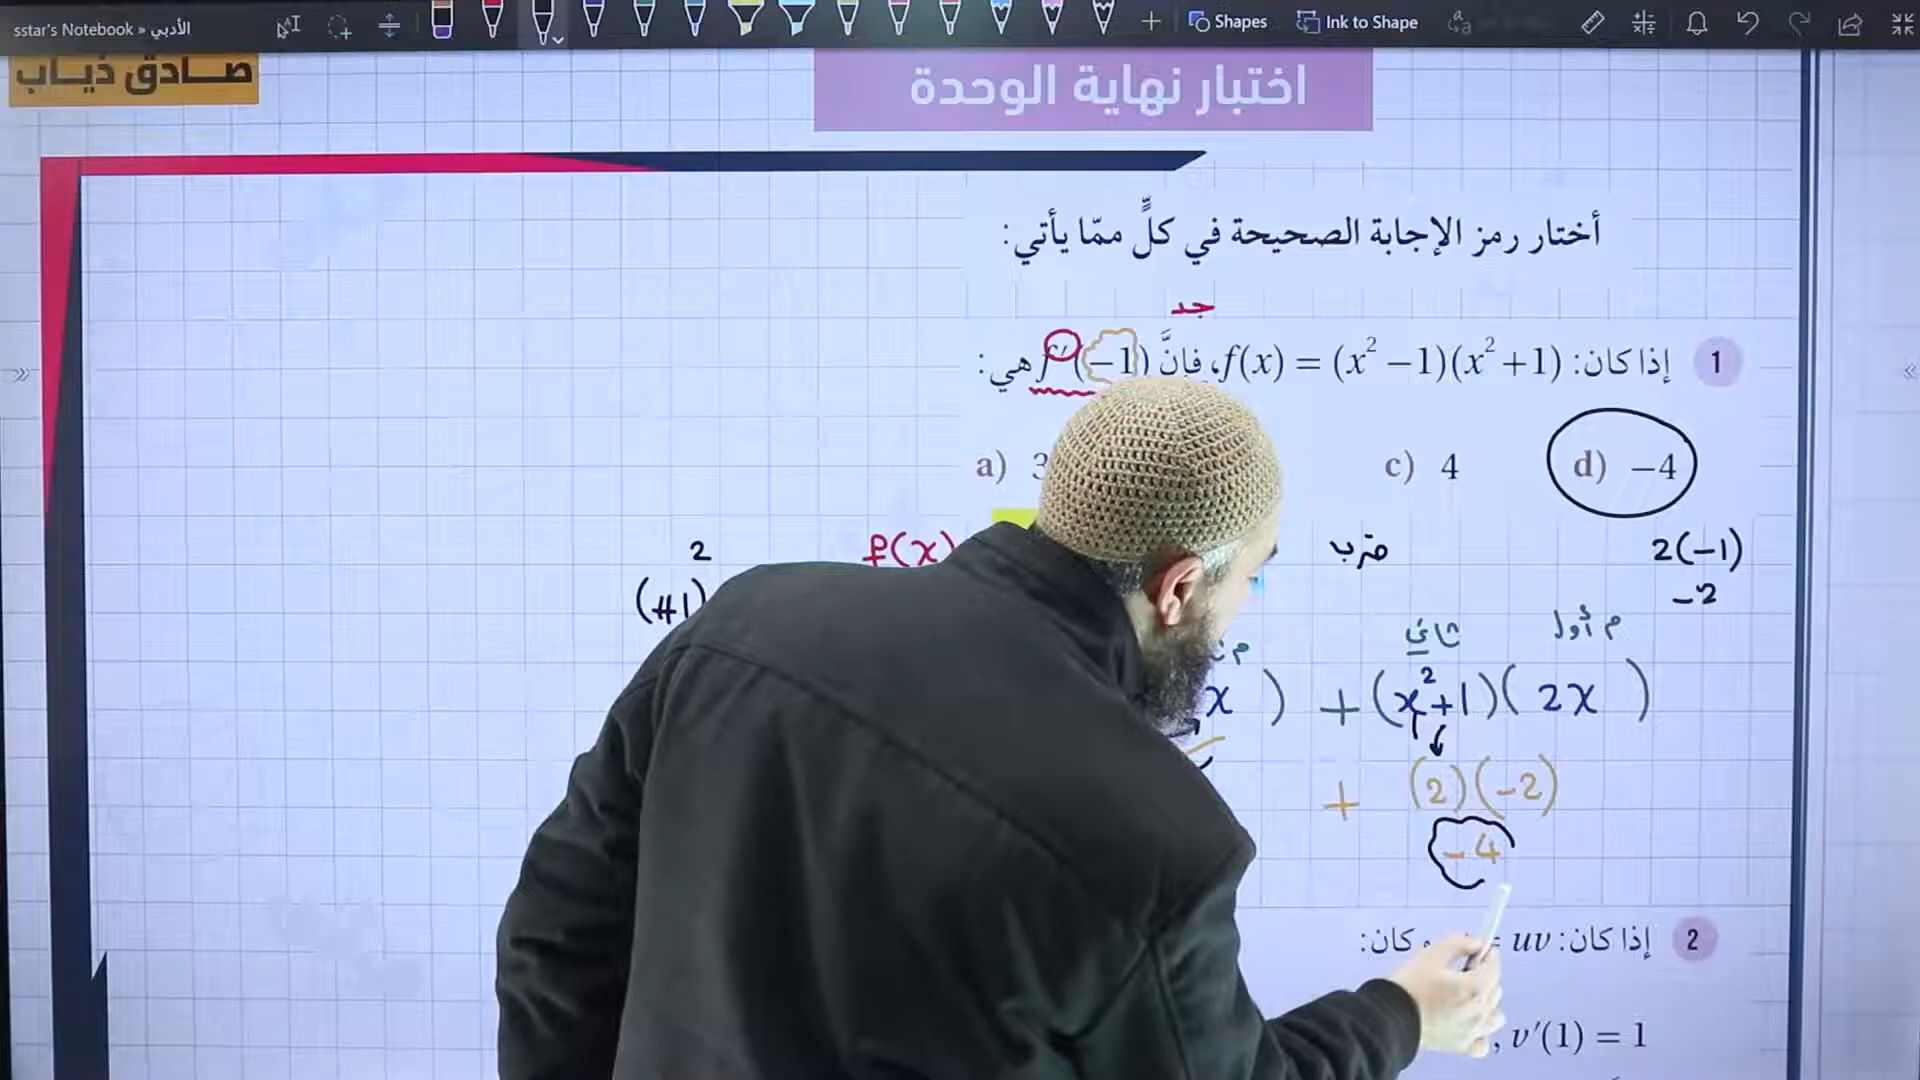 sstar's Notebook » الأدبي
Shapes
Ink to Shape
صادق ذياب
اختبار نهاية الوحدة
أختار رمز الإجابة الصحيحة في كلٍّ ممّا يأتي:
جد
1 إذا كان: f(x) = (x² −1)(x² +1)، فإنَّ f'(−1) هي:
a) 3
c) 4
d) −4
2
(#1)
f(x)
ضرب
2(-1)
-2
ثاني
م أول
x ) + (x²+1)( 2x )
+ (2)(-2)
-4
2 إذا كان: uv = وكان:
, v'(1) = 1